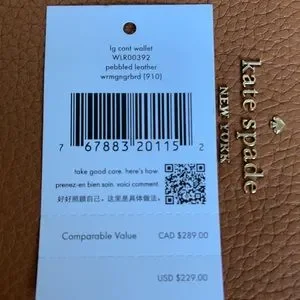 lg cont wallet
WLR00392
pebbled leather
wrmgngrbrd (910)
7 67883 20115 2
take good care. here's how
prenez-en bien soin. voici comment
好好照顾自己。这里是具体做法。
Comparable Value CAD $289.00
USD $229.00
kate spade
NEW YORK